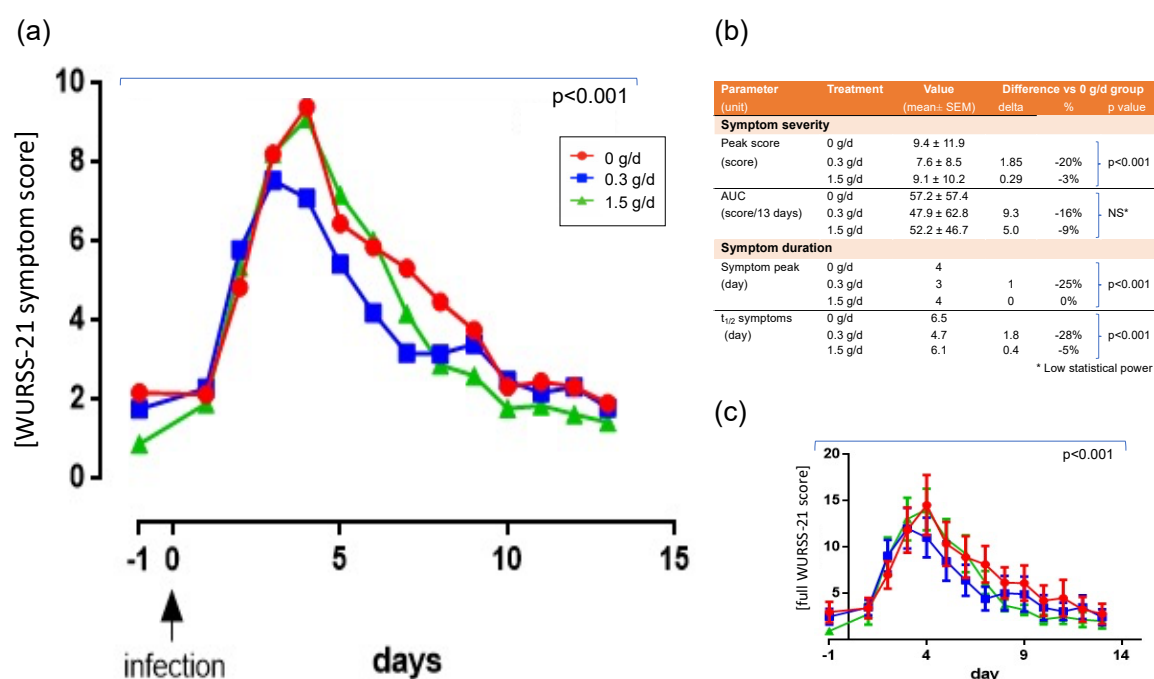 (a)
10
8
6
4
2
0
[WURSS-21 symptom score]
p<0.001
0 g/d
0.3 g/d
1.5 g/d
-1 0 5 10 15
infection
days
(b)
Parameter Treatment Value Difference vs 0 g/d group
(unit) (mean± SEM) delta % p value
Symptom severity
Peak score 0 g/d 9.4 ± 11.9
(score) 0.3 g/d 7.6 ± 8.5 1.85 -20% p<0.001
1.5 g/d 9.1 ± 10.2 0.29 -3%
AUC 0 g/d 57.2 ± 57.4
(score/13 days) 0.3 g/d 47.9 ± 62.8 9.3 -16% NS*
1.5 g/d 52.2 ± 46.7 5.0 -9%
Symptom duration
Symptom peak 0 g/d 4
(day) 0.3 g/d 3 1 -25% p<0.001
1.5 g/d 4 0 0%
t1/2 symptoms 0 g/d 6.5
(day) 0.3 g/d 4.7 1.8 -28% p<0.001
1.5 g/d 6.1 0.4 -5%
* Low statistical power
(c)
20
15
10
5
[full WURSS-21 score]
p<0.001
-1 4 9 14
day